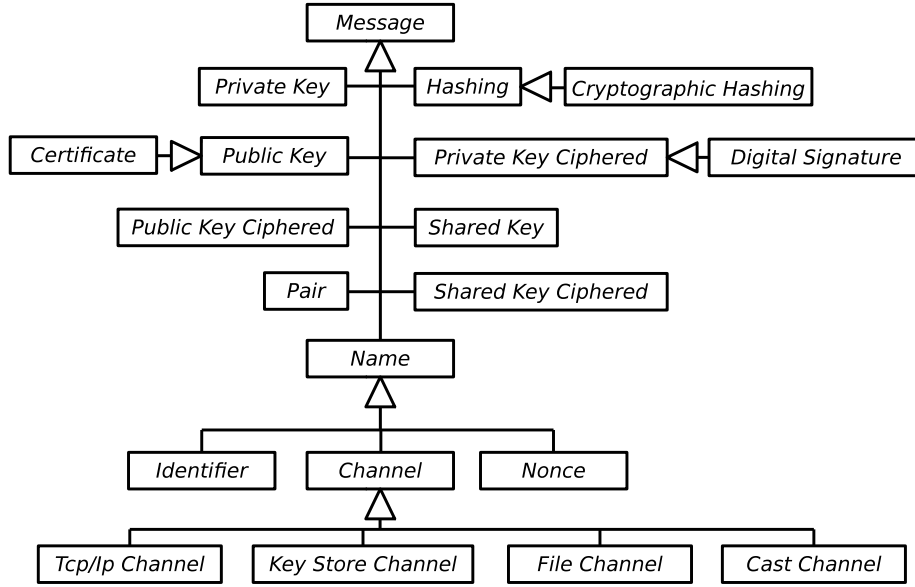 Message
Private Key
Hashing
Cryptographic Hashing
Certificate
Public Key
Private Key Ciphered
Digital Signature
Public Key Ciphered
Shared Key
Pair
Shared Key Ciphered
Name
Identifier
Channel
Nonce
Tcp/Ip Channel
Key Store Channel
File Channel
Cast Channel